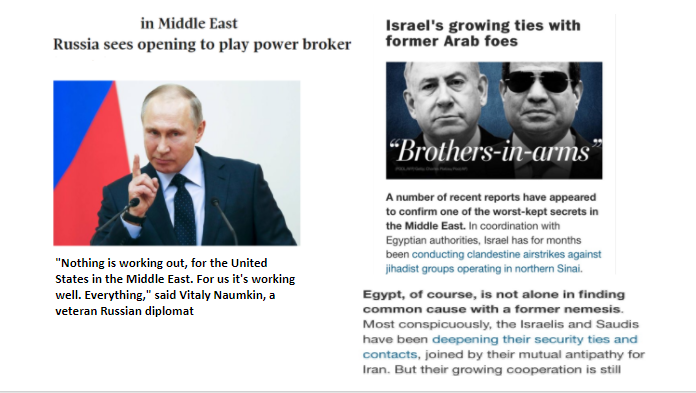 in Middle East
Russia sees opening to play power broker
"Nothing is working out, for the United
States in the Middle East. For us it's working
well. Everything," said Vitaly Naumkin, a
veteran Russian diplomat
Israel's growing ties with
former Arab foes
“Brothers-in-arms”
A number of recent reports have appeared
to confirm one of the worst-kept secrets in
the Middle East. In coordination with
Egyptian authorities, Israel has for months
been conducting clandestine airstrikes against
jihadist groups operating in northern Sinai.
Egypt, of course, is not alone in finding
common cause with a former nemesis.
Most conspicuously, the Israelis and Saudis
have been deepening their security ties and
contacts, joined by their mutual antipathy for
Iran. But their growing cooperation is still